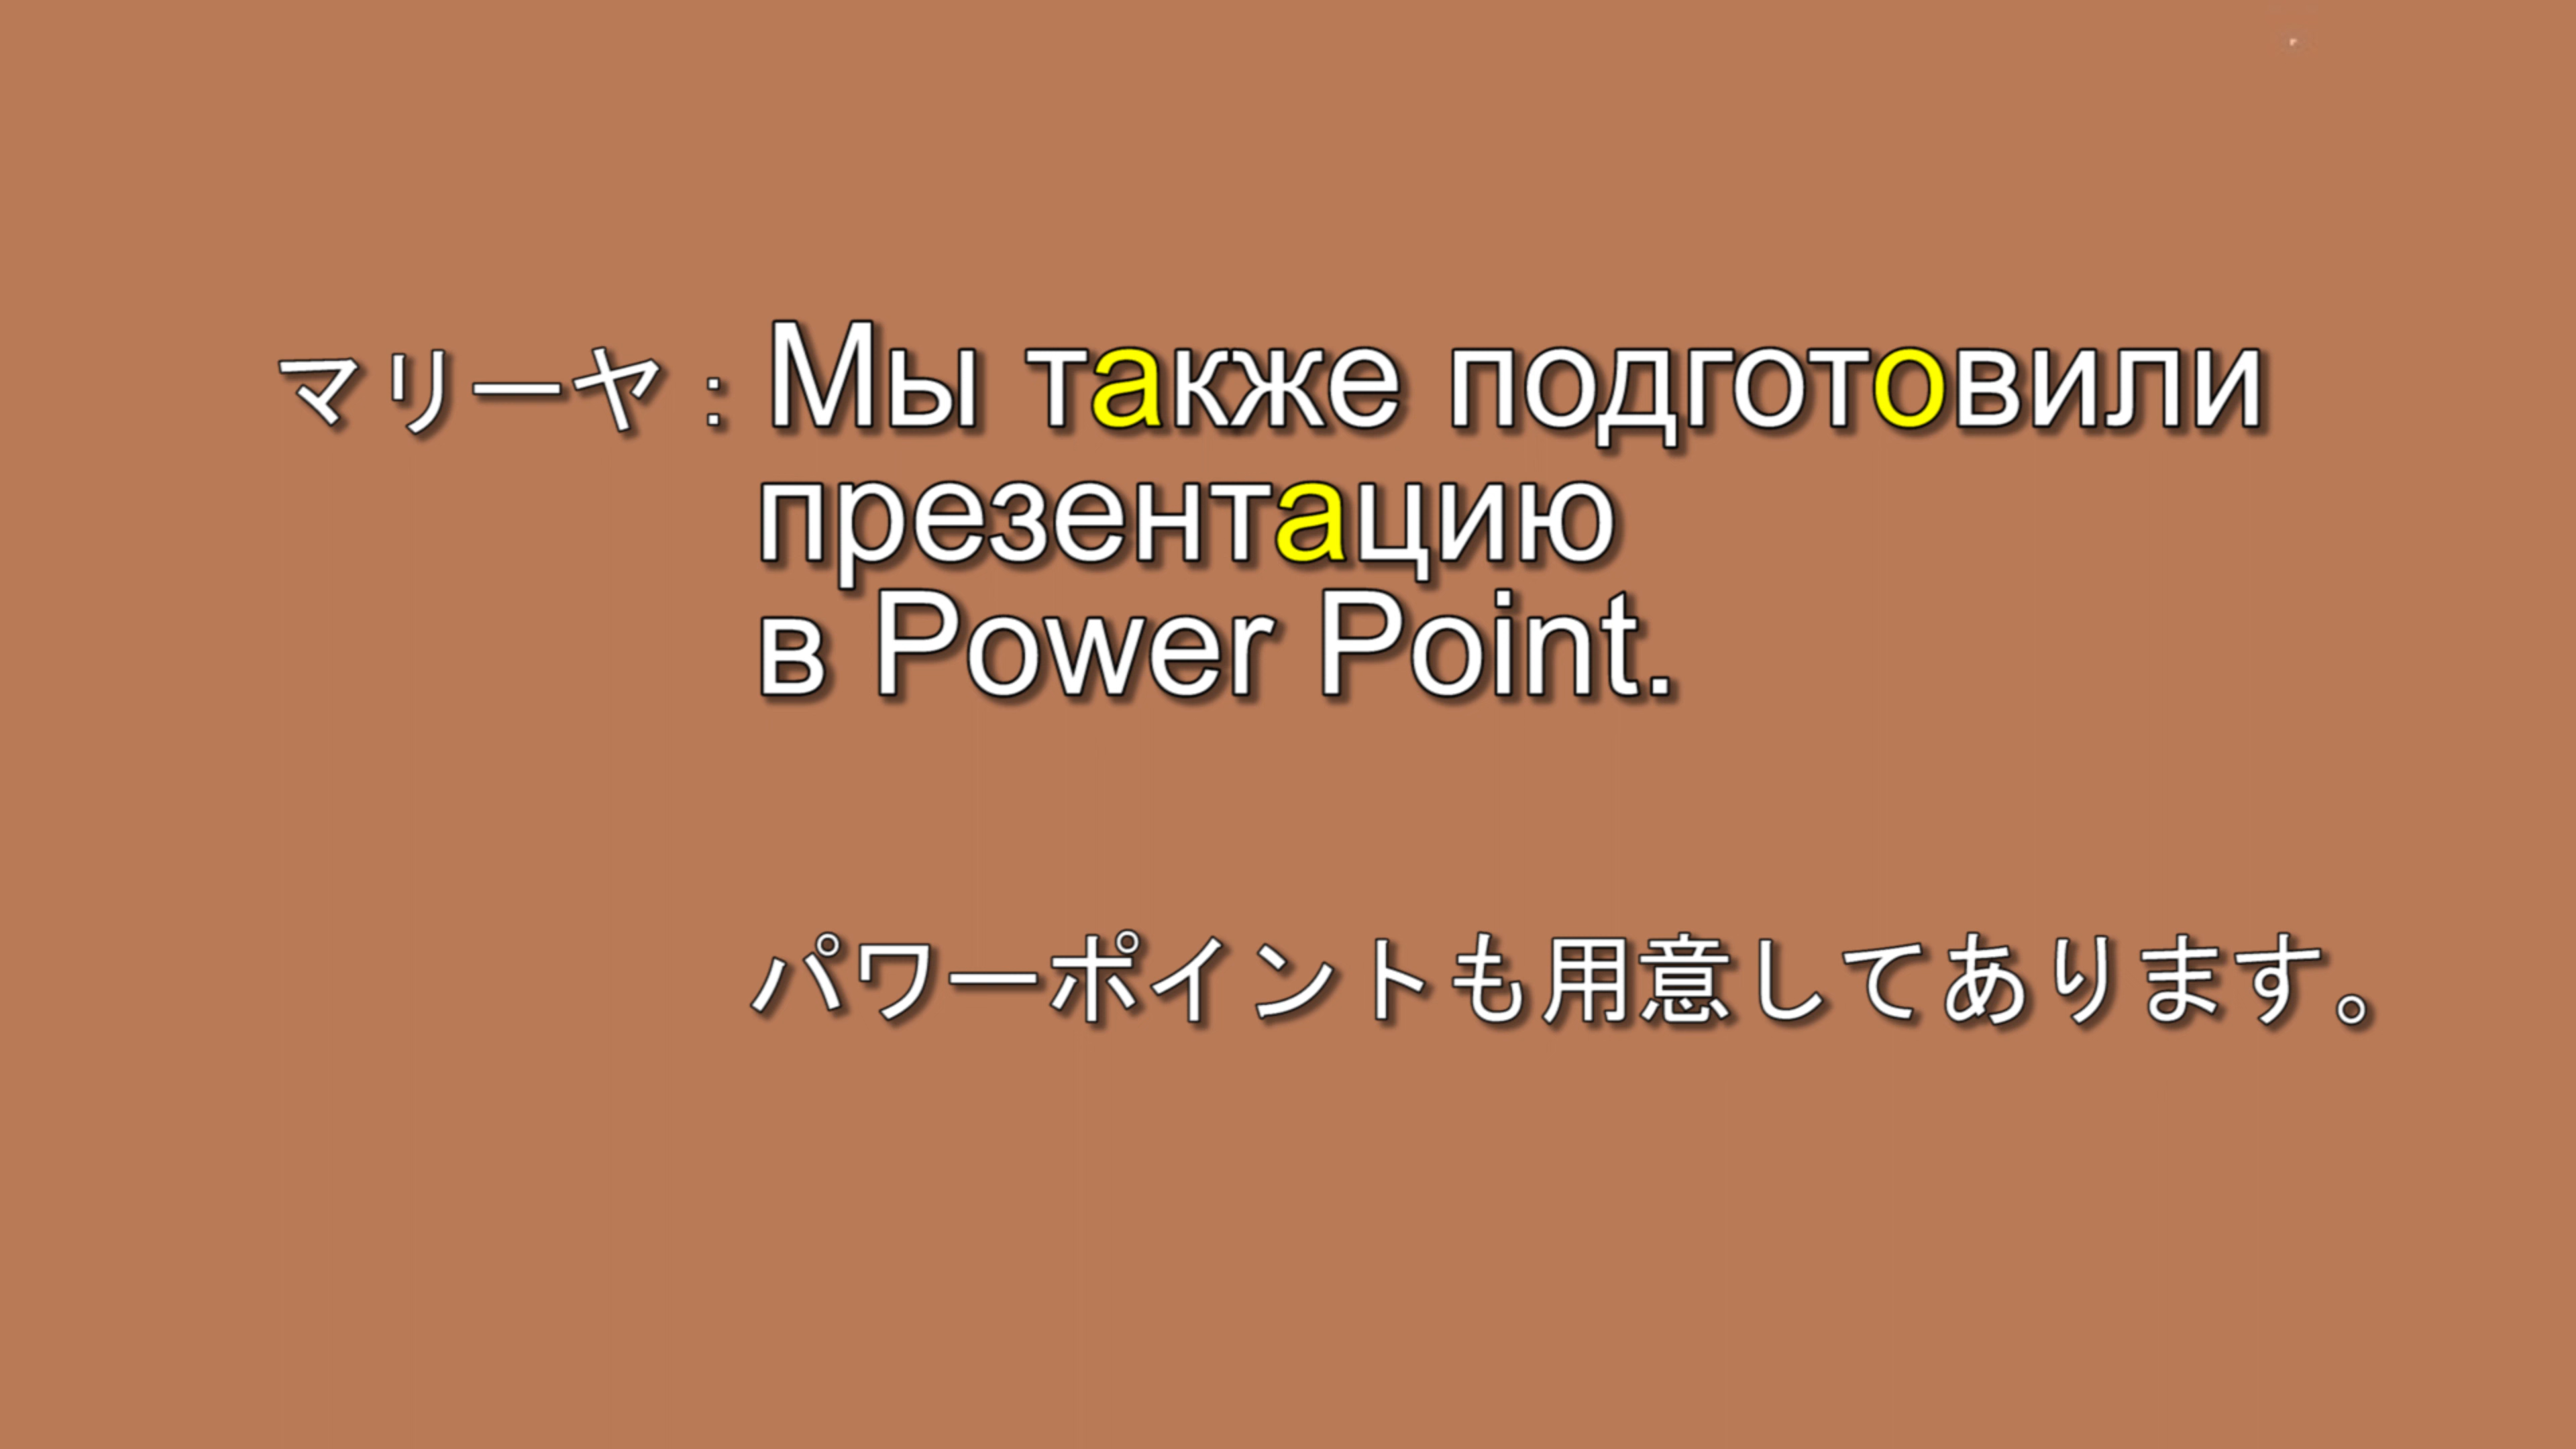 マリーヤ：Мы также подготовили
презентацию
в Power Point.
パワーポイントも用意してあります。